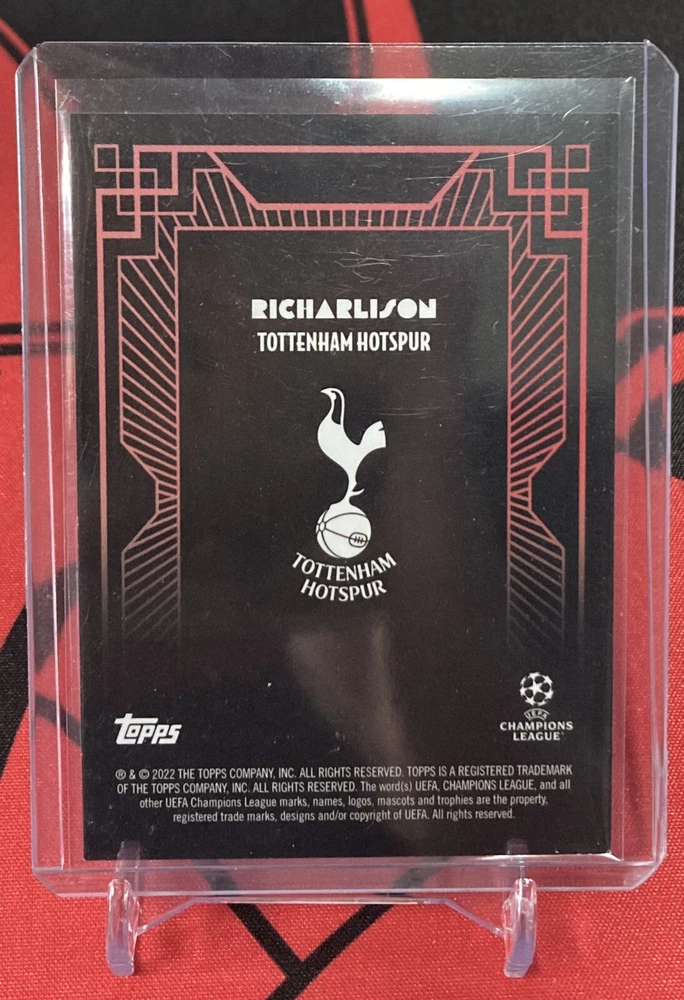 RICHARLISON
TOTTENHAM HOTSPUR
TOTTENHAM
HOTSPUR
topps
UEFA
CHAMPIONS
LEAGUE
® & © 2022 THE TOPPS COMPANY, INC. ALL RIGHTS RESERVED. TOPPS IS A REGISTERED TRADEMARK
OF THE TOPPS COMPANY, INC. ALL RIGHTS RESERVED. The word(s) UEFA, CHAMPIONS LEAGUE, and all
other UEFA Champions League marks, names, logos, mascots and trophies are the property,
registered trade marks, designs and/or copyright of UEFA. All rights reserved.